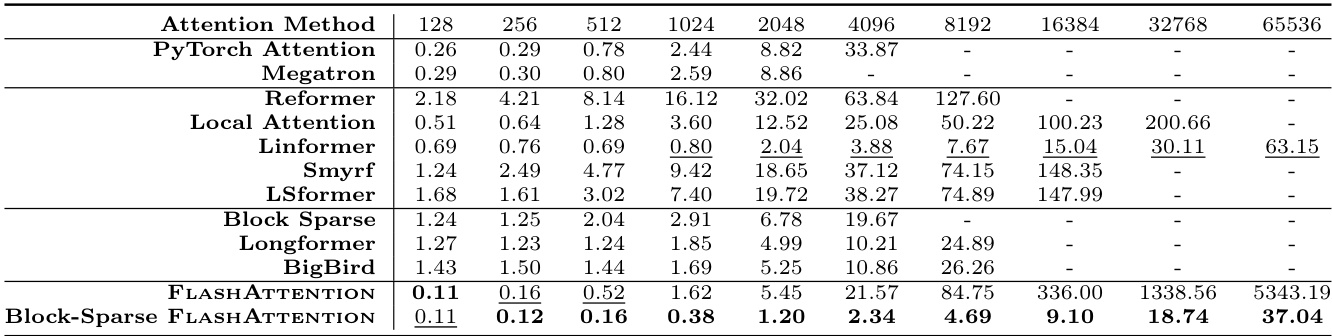 Attention Method 128 256 512 1024 2048 4096 8192 16384 32768 65536
PyTorch Attention 0.26 0.29 0.78 2.44 8.82 33.87 - - - -
Megatron 0.29 0.30 0.80 2.59 8.86 - - - - -
Reformer 2.18 4.21 8.14 16.12 32.02 63.84 127.60 - - -
Local Attention 0.51 0.64 1.28 3.60 12.52 25.08 50.22 100.23 200.66 -
Linformer 0.69 0.76 0.69 0.80 2.04 3.88 7.67 15.04 30.11 63.15
Smyrf 1.24 2.49 4.77 9.42 18.65 37.12 74.15 148.35 - -
LSformer 1.68 1.61 3.02 7.40 19.72 38.27 74.89 147.99 - -
Block Sparse 1.24 1.25 2.04 2.91 6.78 19.67 - - - -
Longformer 1.27 1.23 1.24 1.85 4.99 10.21 24.89 - - -
BigBird 1.43 1.50 1.44 1.69 5.25 10.86 26.26 - - -
FlashAttention 0.11 0.16 0.52 1.62 5.45 21.57 84.75 336.00 1338.56 5343.19
Block-Sparse FlashAttention 0.11 0.12 0.16 0.38 1.20 2.34 4.69 9.10 18.74 37.04